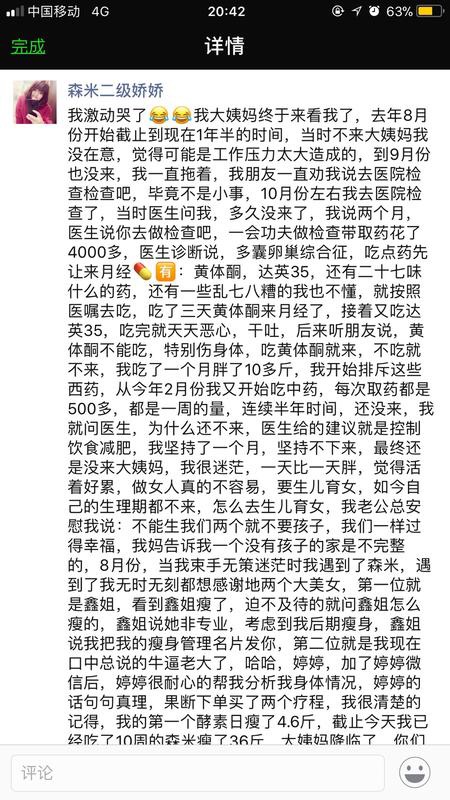 中国移动 4G 20:42 63%
完成 详情
森米二级娇娇
我激动哭了😂😂我大姨妈终于来看我了，去年8月
份开始截止到现在1年半的时间，当时不来大姨妈我
没在意，觉得可能是工作压力太大造成的，到9月份
也没来，我一直拖着，我朋友一直劝我说去医院检
查检查吧，毕竟不是小事，10月份左右我去医院检
查了，当时医生问我，多久没来了，我说两个月，
医生说你去做检查吧，一会功夫做检查带取药花了
4000多，医生诊断说，多囊卵巢综合征，吃点药先
让来月经💊🈶：黄体酮，达英35，还有二十七味
什么的药，还有一些乱七八糟的我也不懂，就按照
医嘱去吃，吃了三天黄体酮来月经了，接着又吃达
英35，吃完就天天恶心，干吐，后来听朋友说，黄
体酮不能吃，特别伤身体，吃黄体酮就来，不吃就
不来，我吃了一个月胖了10多斤，我开始排斥这些
西药，从今年2月份我又开始吃中药，每次取药都是
500多，都是一周的量，连续半年时间，还没来，我
就问医生，为什么还不来，医生给的建议就是控制
饮食减肥，我坚持了一个月，坚持不下来，最终还
是没来大姨妈，我很迷茫，一天比一天胖，觉得活
着好累，做女人真的不容易，要生儿育女，如今自
己的生理期都不来，怎么去生儿育女，我老公总安
慰我说：不能生我们两个就不要孩子，我们一样过
得幸福，我妈告诉我一个没有孩子的家是不完整
的，8月份，当我束手无策迷茫时我遇到了森米，遇
到了我无时无刻都想感谢地两个大美女，第一位就
是鑫姐，看到鑫姐瘦了，迫不及待的就问鑫姐怎么
瘦的，鑫姐说她非专业，考虑到我后期瘦身，鑫姐
说我把我的瘦身管理名片发你，第二位就是我现在
口中总说的牛逼老大了，哈哈，婷婷，加了婷婷微
信后，婷婷很耐心的帮我分析我身体情况，婷婷的
话句句真理，果断下单买了两个疗程，我很清楚的
记得，我的第一个酵素日瘦了4.6斤，截止今天我已
经吃了10周的森米瘦了36斤，大姨妈降临了，你们
评论